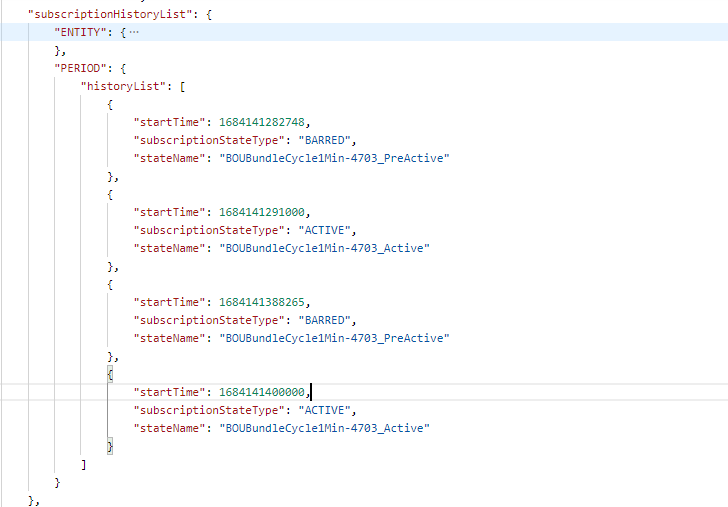 "subscriptionHistoryList": {
"ENTITY": {···
},
"PERIOD": {
"historyList": [
{
"startTime": 1684141282748,
"subscriptionStateType": "BARRED",
"stateName": "BOUBundleCycle1Min-4703_PreActive"
},
{
"startTime": 1684141291000,
"subscriptionStateType": "ACTIVE",
"stateName": "BOUBundleCycle1Min-4703_Active"
},
{
"startTime": 1684141388265,
"subscriptionStateType": "BARRED",
"stateName": "BOUBundleCycle1Min-4703_PreActive"
},
{
"startTime": 1684141400000,
"subscriptionStateType": "ACTIVE",
"stateName": "BOUBundleCycle1Min-4703_Active"
}
]
}
},